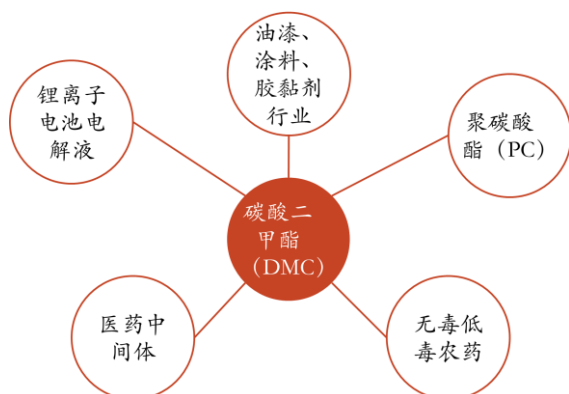 油漆、
涂料、
胶黏剂
行业
锂离子
电池电
解液
聚碳酸
酯（PC）
碳酸二
甲酯
（DMC）
医药中
间体
无毒低
毒农药